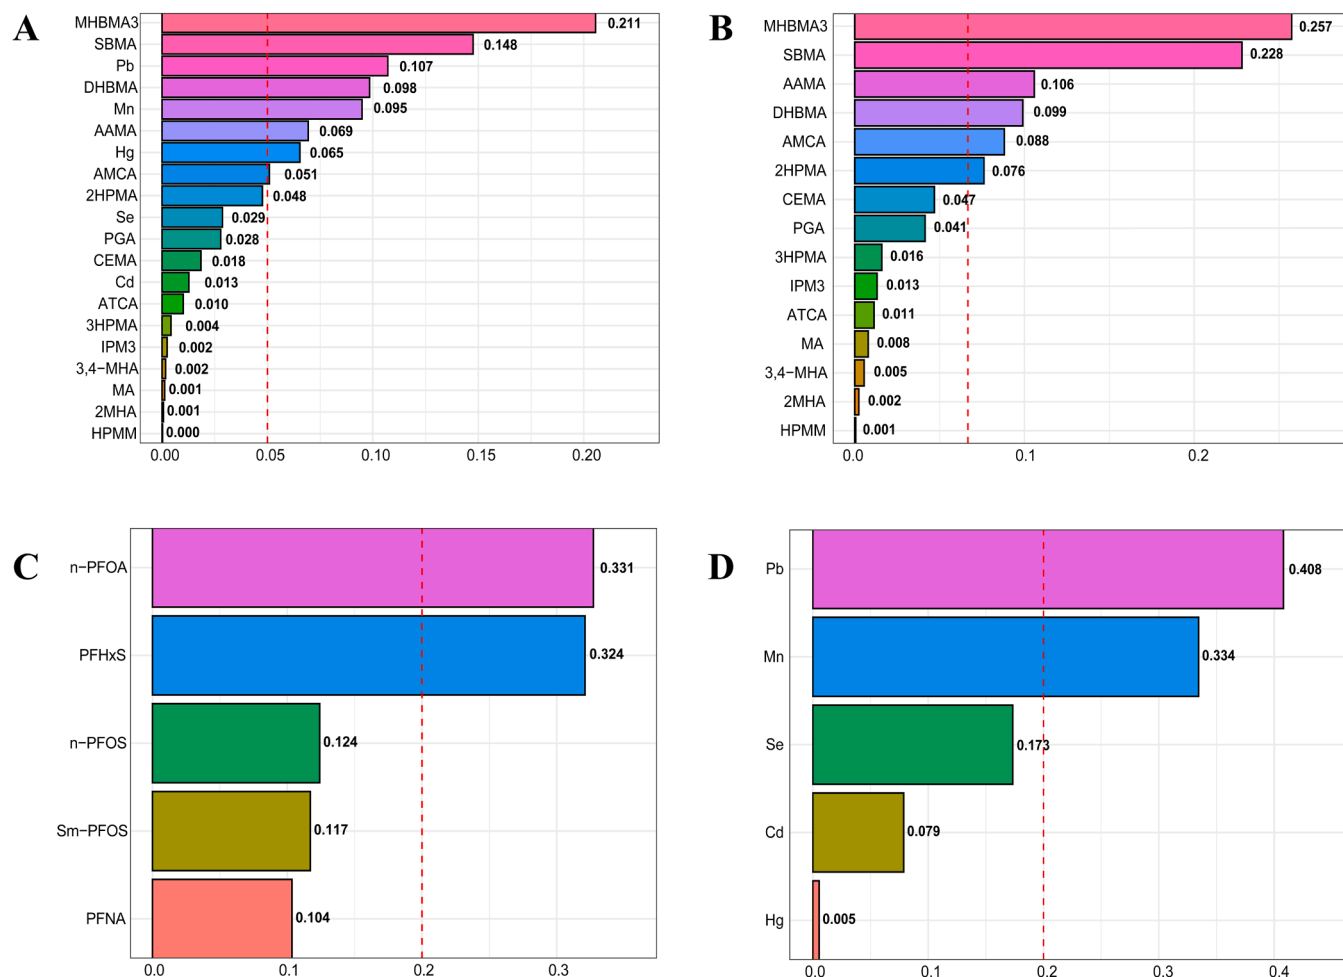 A
MHBMA3 0.211
SBMA 0.148
Pb 0.107
DHBMA 0.098
Mn 0.095
AAMA 0.069
Hg 0.065
AMCA 0.051
2HPMA 0.048
Se 0.029
PGA 0.028
CEMA 0.018
Cd 0.013
ATCA 0.010
3HPMA 0.004
IPM3 0.002
3,4−MHA 0.002
MA 0.001
2MHA 0.001
HPMM 0.000
0.00 0.05 0.10 0.15 0.20
B
MHBMA3 0.257
SBMA 0.228
AAMA 0.106
DHBMA 0.099
AMCA 0.088
2HPMA 0.076
CEMA 0.047
PGA 0.041
3HPMA 0.016
IPM3 0.013
ATCA 0.011
MA 0.008
3,4−MHA 0.005
2MHA 0.002
HPMM 0.001
0.0 0.1 0.2
C
n−PFOA 0.331
PFHxS 0.324
n−PFOS 0.124
Sm−PFOS 0.117
PFNA 0.104
0.0 0.1 0.2 0.3
D
Pb 0.408
Mn 0.334
Se 0.173
Cd 0.079
Hg 0.005
0.0 0.1 0.2 0.3 0.4